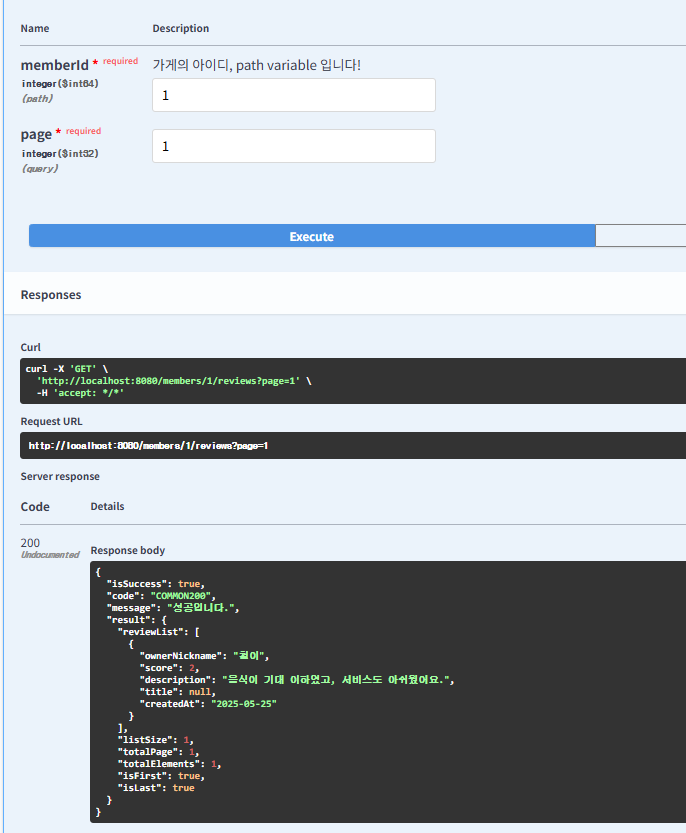 Name Description
memberId * required 가게의 아이디, path variable 입니다!
integer($int64)
(path)
1
page * required
integer($int32)
(query)
1
Execute
Responses
Curl
curl -X 'GET' \
'http://localhost:8080/members/1/reviews?page=1' \
-H 'accept: */*'
Request URL
http://localhost:8080/members/1/reviews?page=1
Server response
Code Details
200
Undocumented
Response body
{
"isSuccess": true,
"code": "COMMON200",
"message": "성공입니다.",
"result": {
"reviewList": [
{
"ownerNickname": "철이",
"score": 2,
"description": "음식이 기대 이하였고, 서비스도 아쉬웠어요.",
"title": null,
"createdAt": "2025-05-25"
}
],
"listSize": 1,
"totalPage": 1,
"totalElements": 1,
"isFirst": true,
"isLast": true
}
}